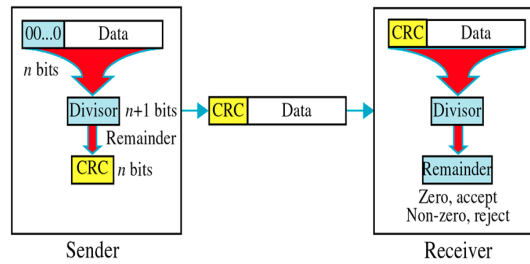 00...0 Data
n bits
Divisor n+1 bits
Remainder
CRC n bits
Sender
CRC Data
CRC Data
Divisor
Remainder
Zero, accept
Non-zero, reject
Receiver